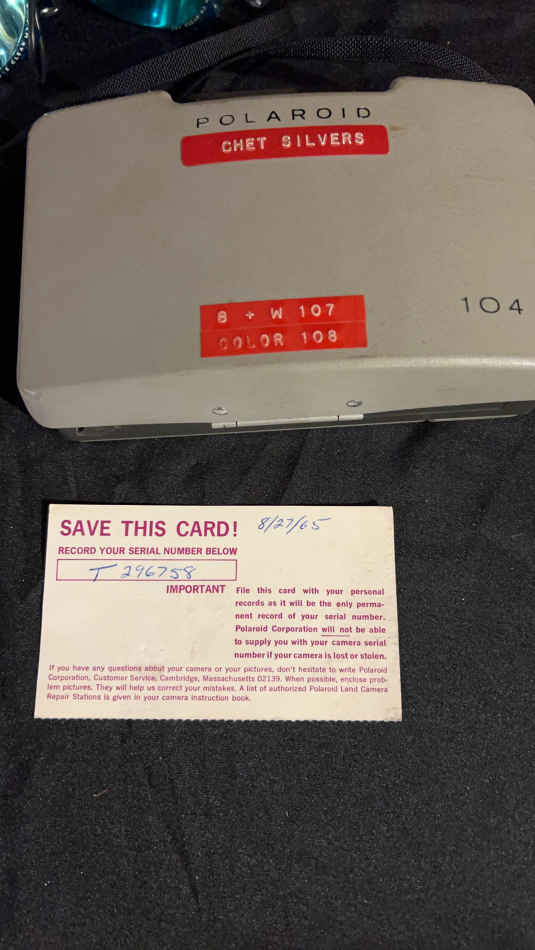 POLAROID
CHET SILVERS
B + W 107
COLOR 108
104
SAVE THIS CARD!
8/27/65
RECORD YOUR SERIAL NUMBER BELOW
T 296758
IMPORTANT File this card with your personal
records as it will be the only perma-
nent record of your serial number.
Polaroid Corporation will not be able
to supply you with your camera serial
number if your camera is lost or stolen.
If you have any questions about your camera or your pictures, don't hesitate to write Polaroid
Corporation, Customer Service, Cambridge, Massachusetts 02139. When possible, enclose prob-
lem pictures. They will help us correct your mistakes. A list of authorized Polaroid Land Camera
Repair Stations is given in your camera instruction book.